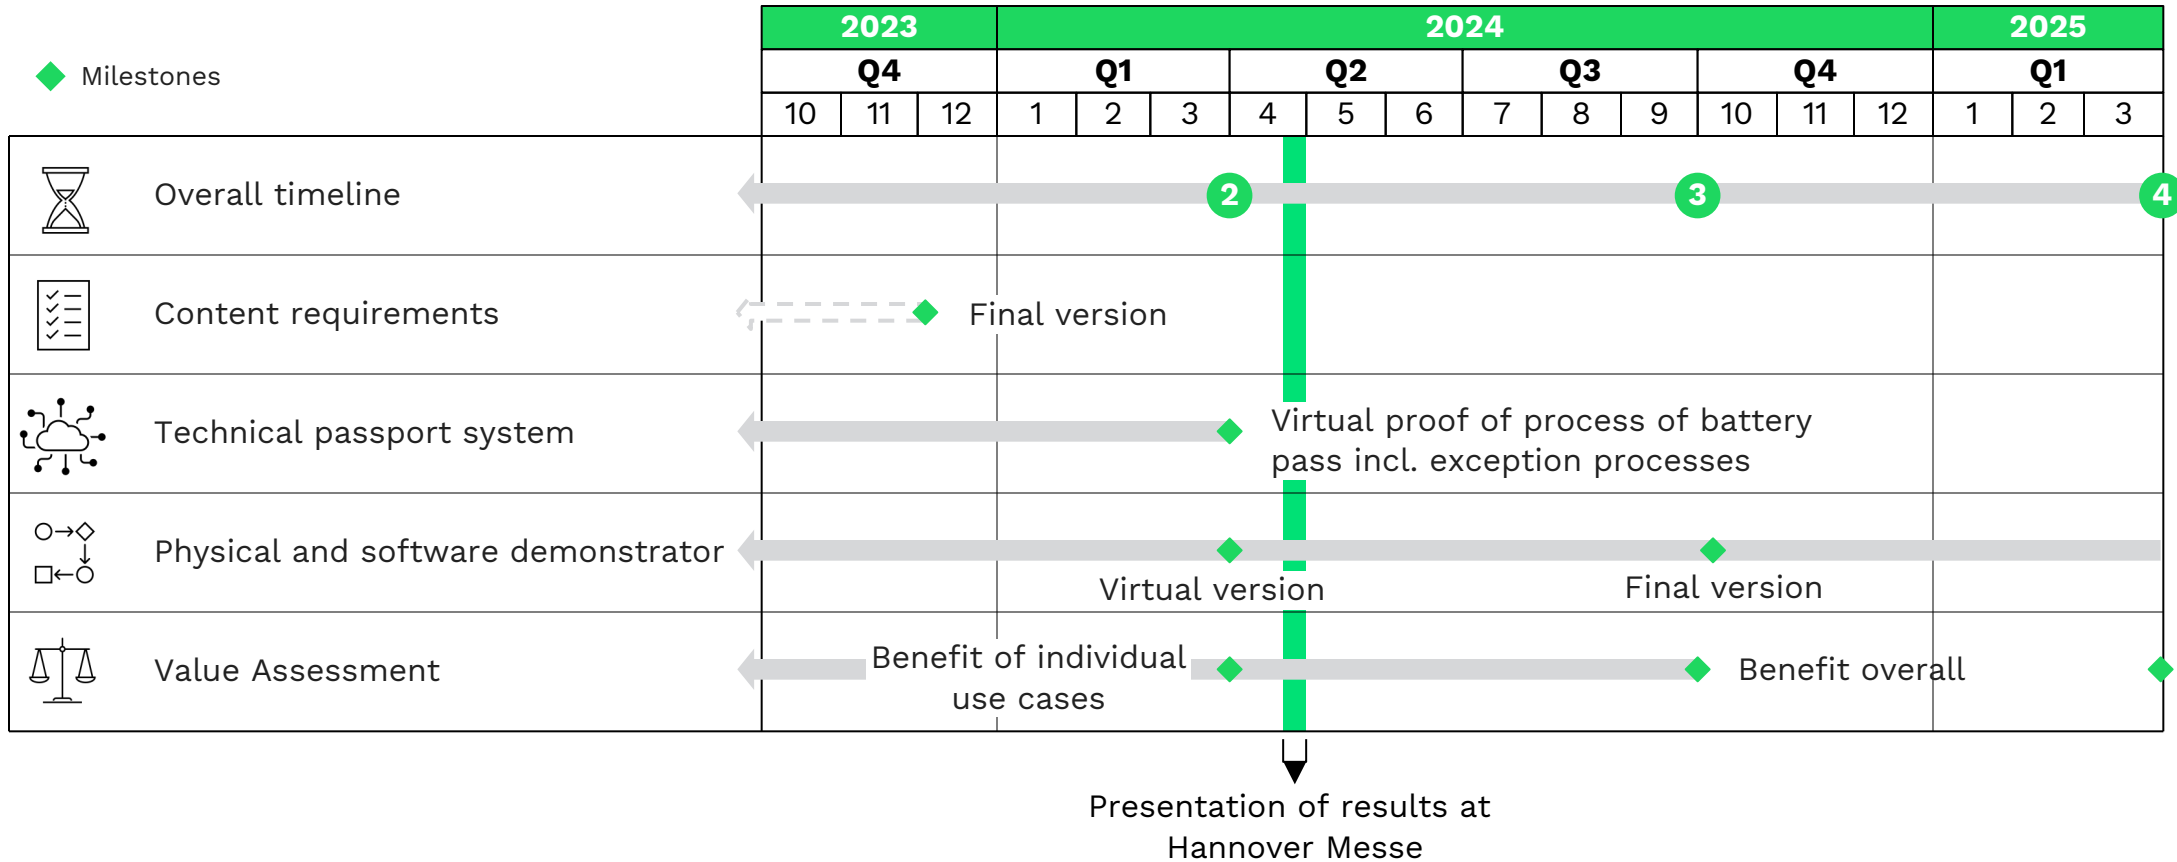 2023 2024 2025
Milestones
Q4 Q1 Q2 Q3 Q4 Q1
10 11 12 1 2 3 4 5 6 7 8 9 10 11 12 1 2 3
Overall timeline
2 3 4
Content requirements
Final version
Technical passport system
Virtual proof of process of battery
pass incl. exception processes
Physical and software demonstrator
Virtual version
Final version
Value Assessment
Benefit of individual
use cases
Benefit overall
Presentation of results at
Hannover Messe